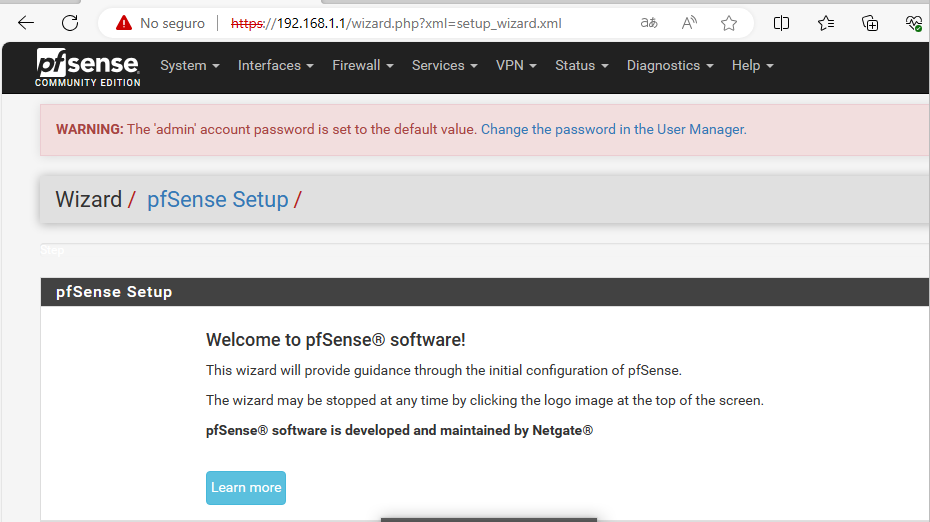 No seguro | https://192.168.1.1/wizard.php?xml=setup_wizard.xml
pfsense
COMMUNITY EDITION
System Interfaces Firewall Services VPN Status Diagnostics Help
WARNING: The 'admin' account password is set to the default value. Change the password in the User Manager.
Wizard / pfSense Setup /
Step
pfSense Setup
Welcome to pfSense® software!
This wizard will provide guidance through the initial configuration of pfSense.
The wizard may be stopped at any time by clicking the logo image at the top of the screen.
pfSense® software is developed and maintained by Netgate®
Learn more